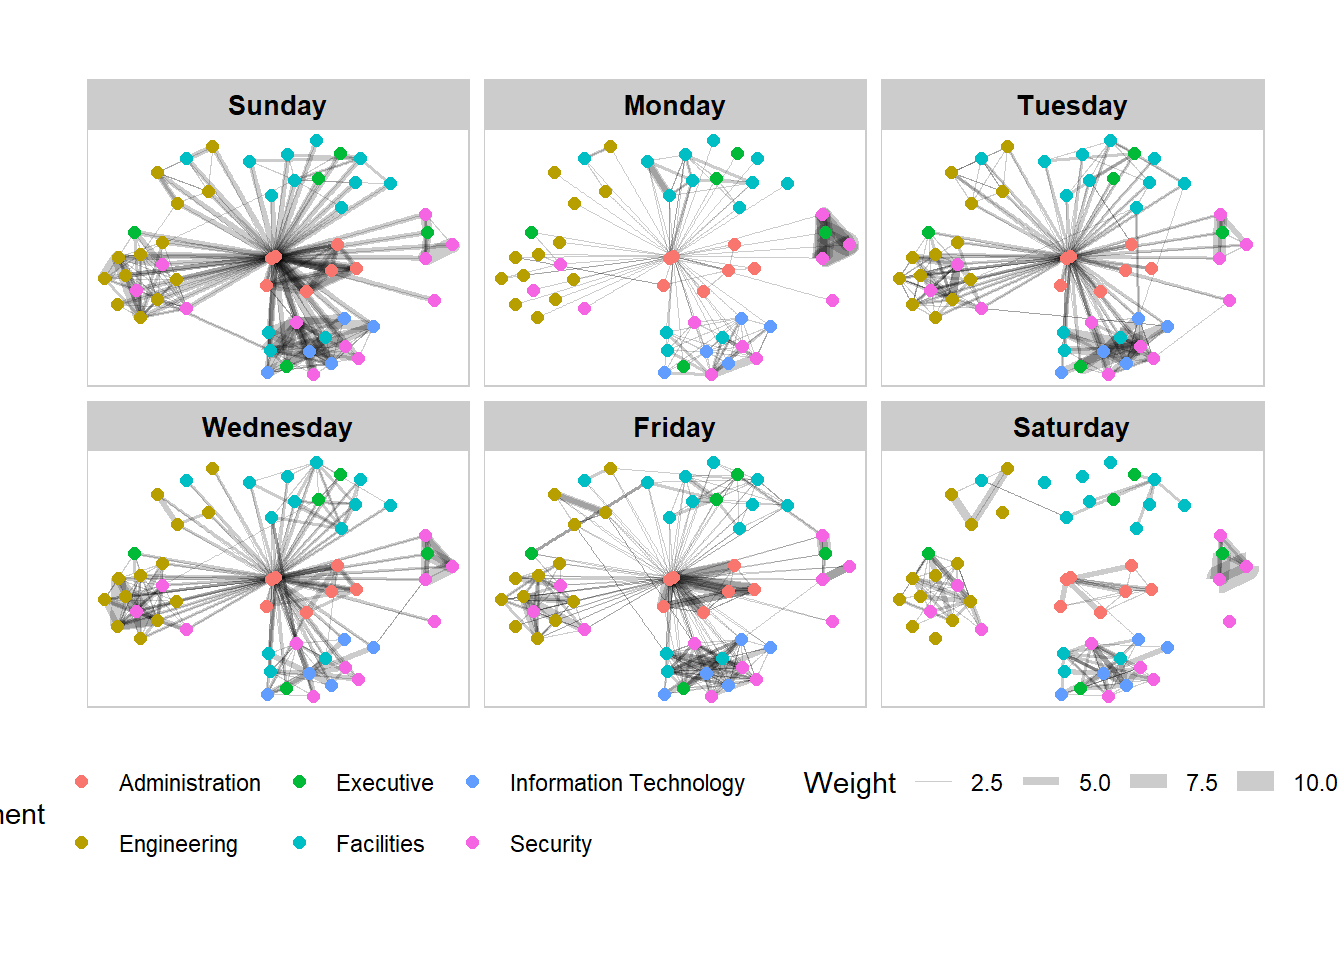 Sunday
Monday
Tuesday
Wednesday
Friday
Saturday
Administration
Executive
Information Technology
Weight
2.5
5.0
7.5
10.0
nent
Engineering
Facilities
Security